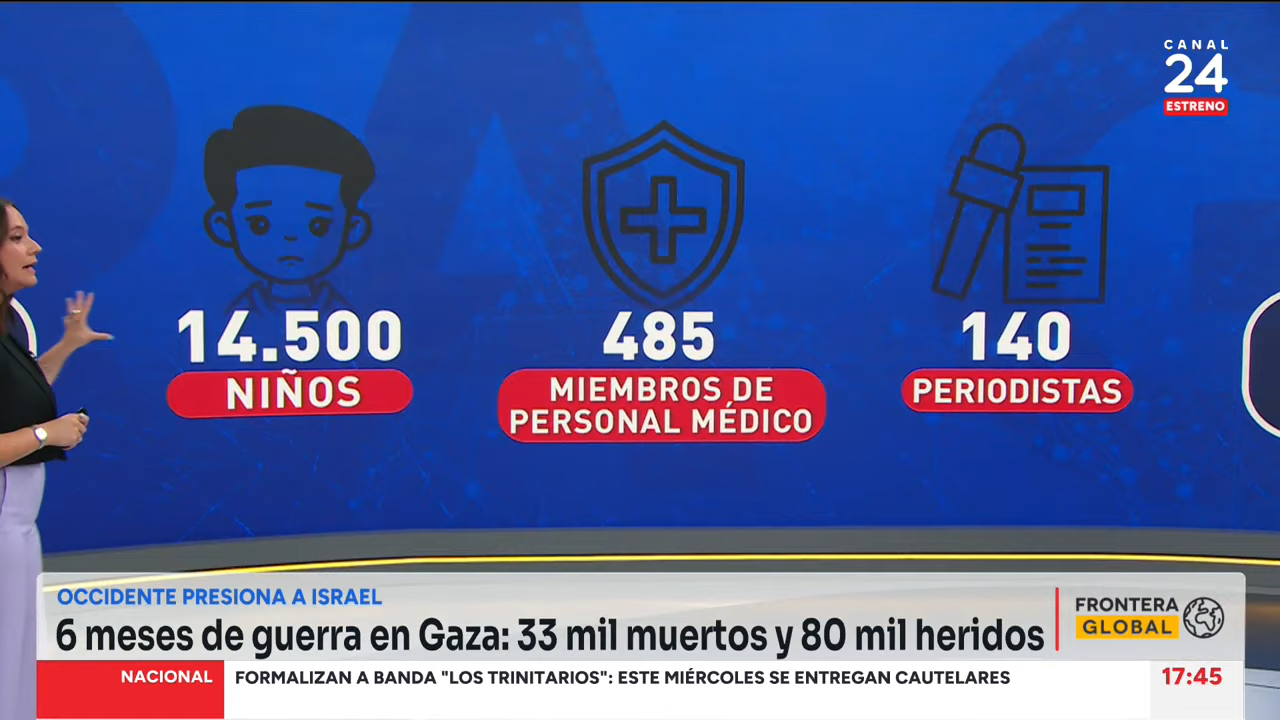 CANAL
24
ESTRENO
14.500
NIÑOS
485
MIEMBROS DE
PERSONAL MÉDICO
140
PERIODISTAS
OCCIDENTE PRESIONA A ISRAEL
6 meses de guerra en Gaza: 33 mil muertos y 80 mil heridos
FRONTERA
GLOBAL
NACIONAL
FORMALIZAN A BANDA "LOS TRINITARIOS": ESTE MIÉRCOLES SE ENTREGAN CAUTELARES
17:45